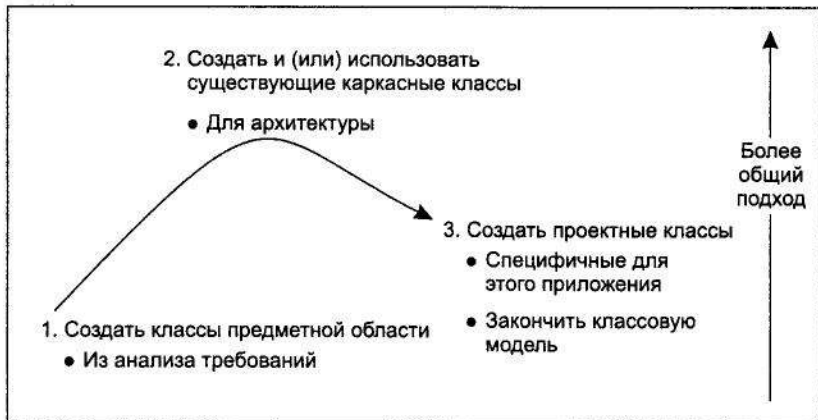 2. Создать и (или) использовать
существующие каркасные классы
• Для архитектуры
Более
общий
подход
3. Создать проектные классы
• Специфичные для
этого приложения
• Закончить классовую
модель
1. Создать классы предметной области
• Из анализа требований